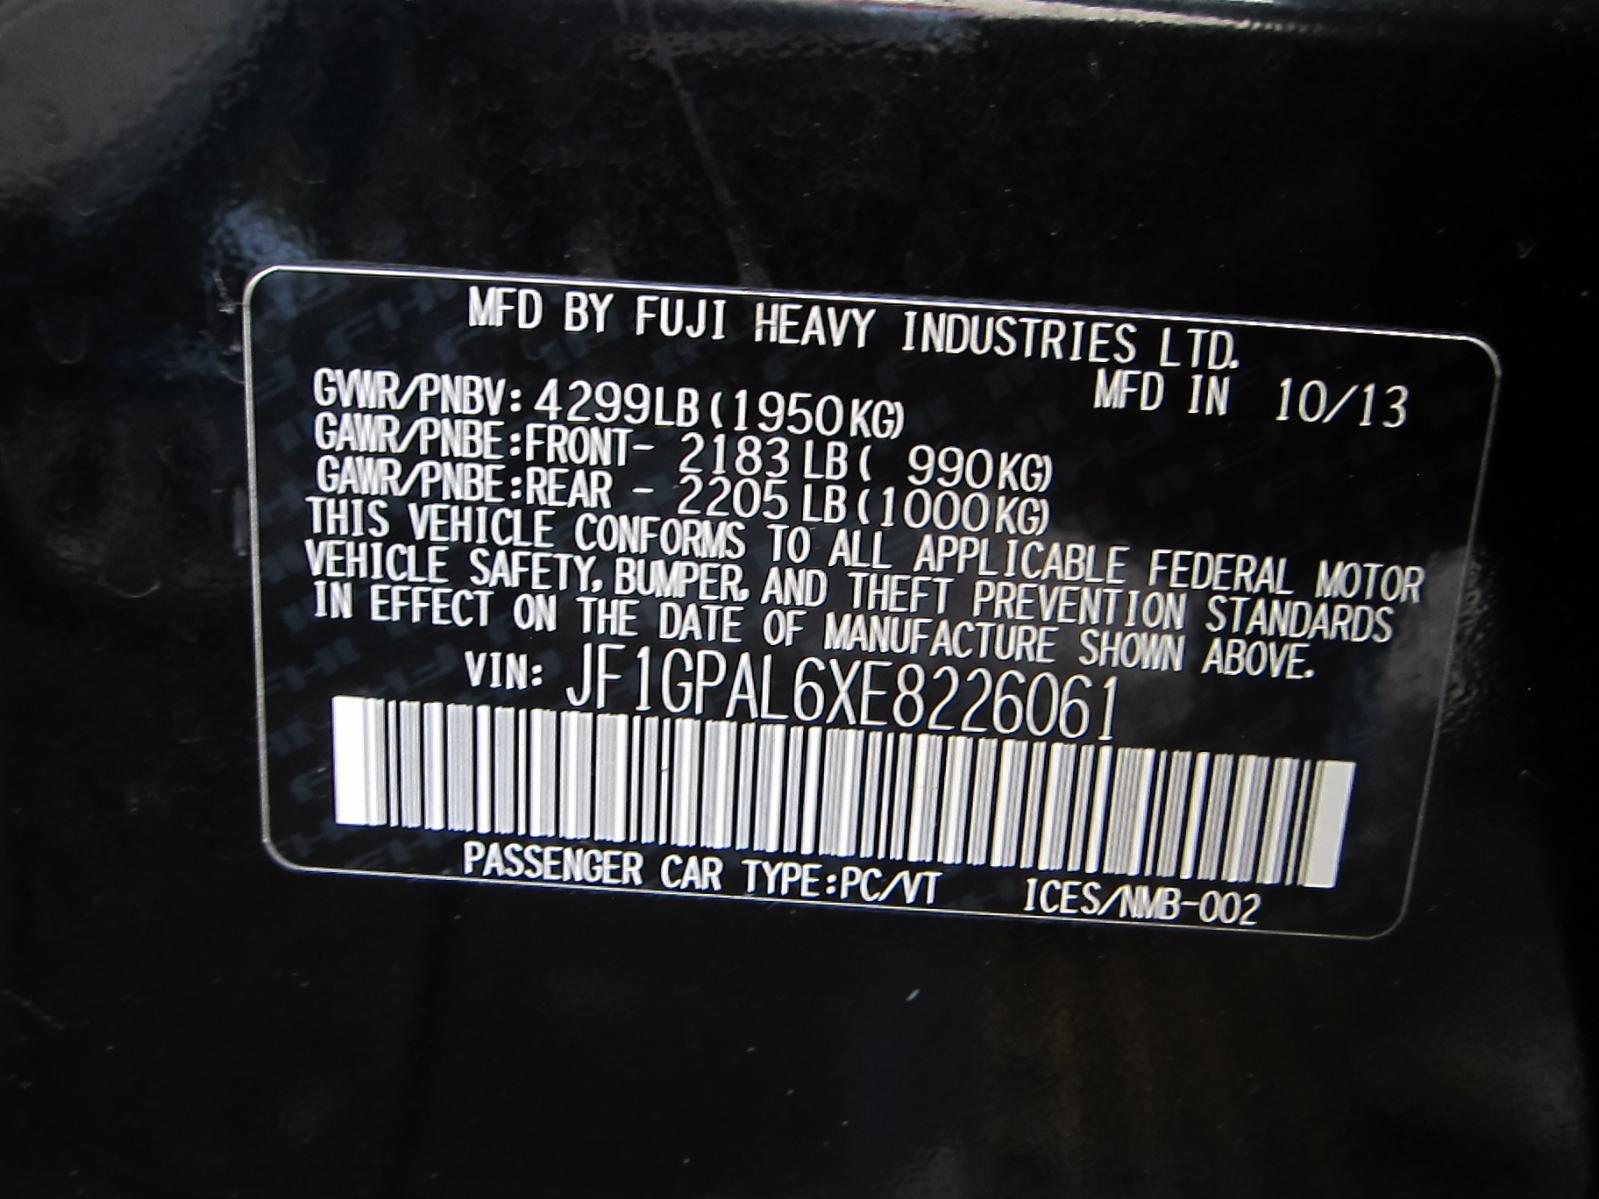 MFD BY FUJI HEAVY INDUSTRIES LTD.
MFD IN 10/13
GVWR/PNBV: 4299LB (1950KG)
GAWR/PNBE:FRONT- 2183 LB ( 990KG)
GAWR/PNBE:REAR - 2205 LB (1000KG)
THIS VEHICLE CONFORMS TO ALL APPLICABLE FEDERAL MOTOR
VEHICLE SAFETY, BUMPER, AND THEFT PREVENTION STANDARDS
IN EFFECT ON THE DATE OF MANUFACTURE SHOWN ABOVE.
VIN: JF1GPAL6XE8226061
PASSENGER CAR TYPE:PC/VT ICES/NMB-002